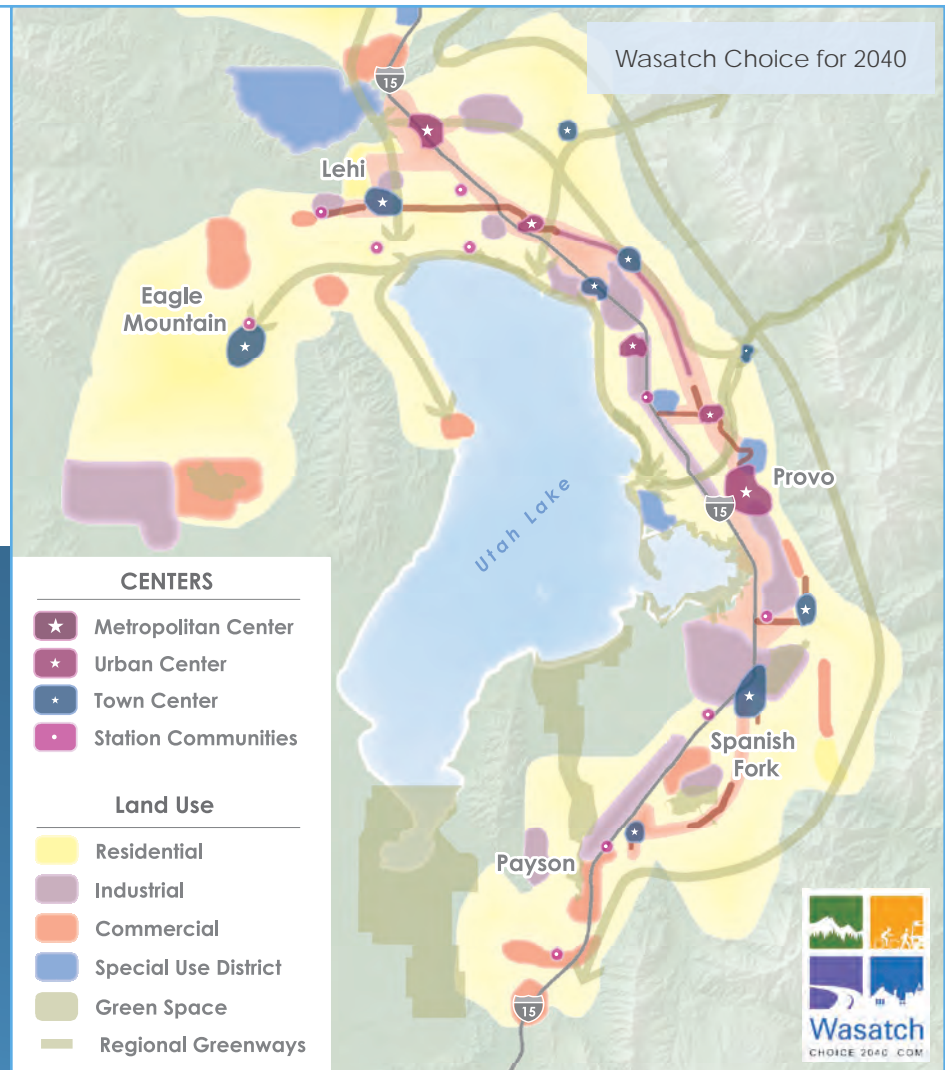 Wasatch Choice for 2040
15
Lehi
Eagle
Mountain
Utah Lake
Provo
15
Spanish
Fork
Payson
15
CENTERS
Metropolitan Center
Urban Center
Town Center
Station Communities
Land Use
Residential
Industrial
Commercial
Special Use District
Green Space
Regional Greenways
Wasatch
CHOICE 2040 .COM